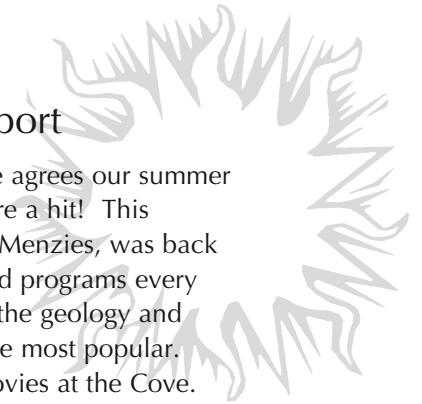 port
e agrees our summer
re a hit! This
Menzies, was back
d programs every
the geology and
e most popular.
ovies at the Cove.